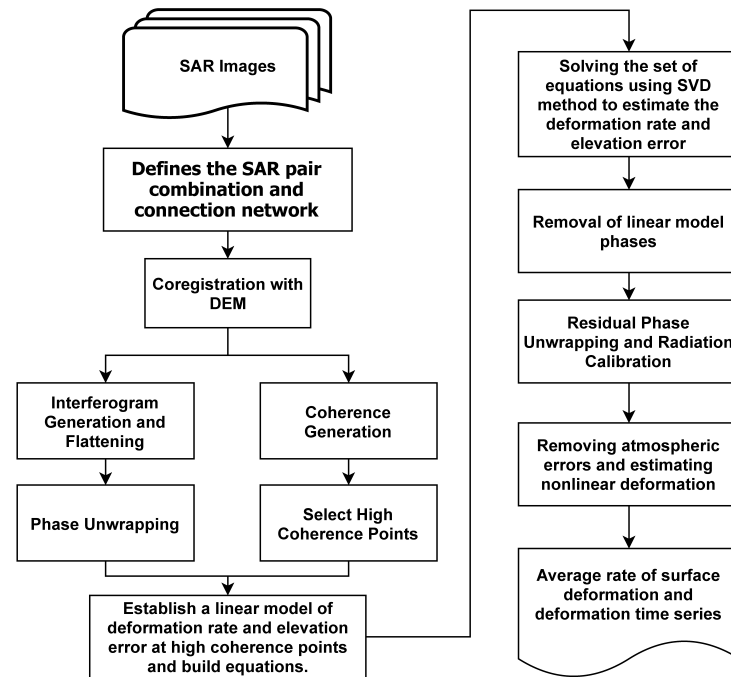 SAR Images
Defines the SAR pair
combination and
connection network
Coregistration with
DEM
Interferogram
Generation and
Flattening
Coherence
Generation
Phase Unwrapping
Select High
Coherence Points
Establish a linear model of
deformation rate and elevation
error at high coherence points
and build equations.
Solving the set of
equations using SVD
method to estimate the
deformation rate and
elevation error
Removal of linear model
phases
Residual Phase
Unwrapping and Radiation
Calibration
Removing atmospheric
errors and estimating
nonlinear deformation
Average rate of surface
deformation and
deformation time series